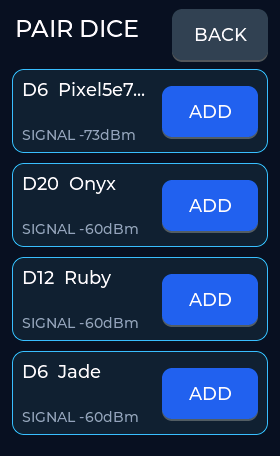 PAIR DICE
BACK
D6 Pixel5e7...
SIGNAL -73dBm
ADD
D20 Onyx
SIGNAL -60dBm
ADD
D12 Ruby
SIGNAL -60dBm
ADD
D6 Jade
SIGNAL -60dBm
ADD